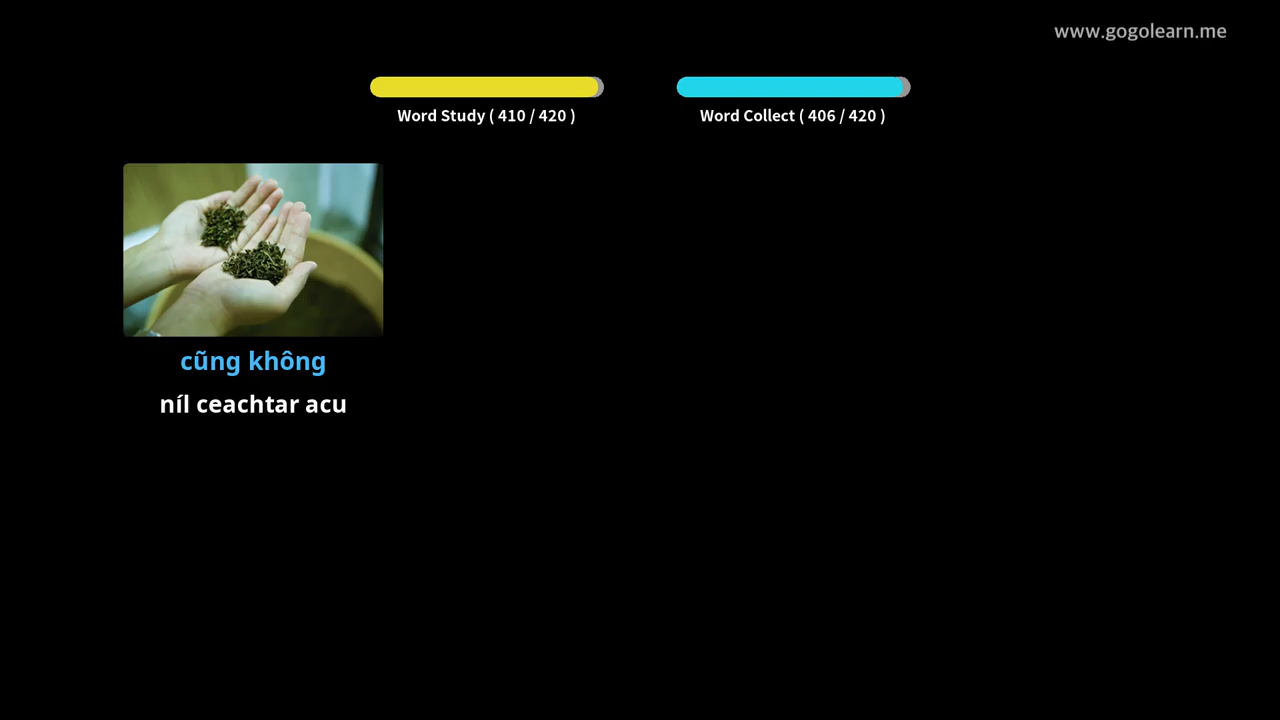 www.gogolearn.me
Word Study ( 410 / 420 )
Word Collect ( 406 / 420 )
cũng không
níl ceachtar acu